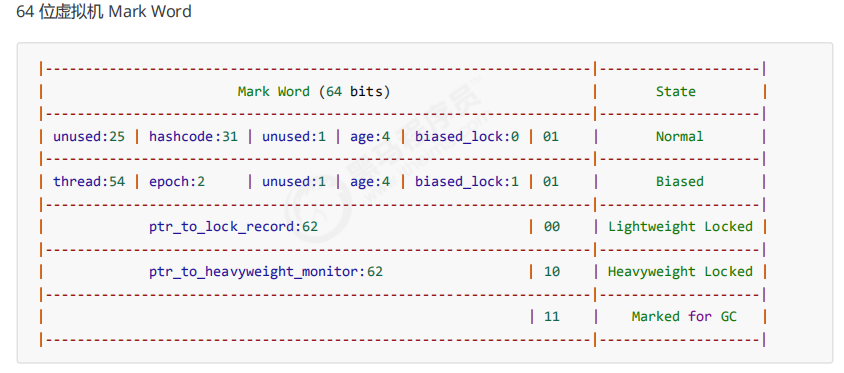 64 位虚拟机 Mark Word
|--------------------------------------------------------------------|--------------------|
| Mark Word (64 bits) | State |
|--------------------------------------------------------------------|--------------------|
| unused:25 | hashcode:31 | unused:1 | age:4 | biased_lock:0 | 01 | Normal |
|--------------------------------------------------------------------|--------------------|
| thread:54 | epoch:2 | unused:1 | age:4 | biased_lock:1 | 01 | Biased |
|--------------------------------------------------------------------|--------------------|
| ptr_to_lock_record:62 | 00 | Lightweight Locked |
|--------------------------------------------------------------------|--------------------|
| ptr_to_heavyweight_monitor:62 | 10 | Heavyweight Locked |
|--------------------------------------------------------------------|--------------------|
| | 11 | Marked for GC |
|--------------------------------------------------------------------|--------------------|